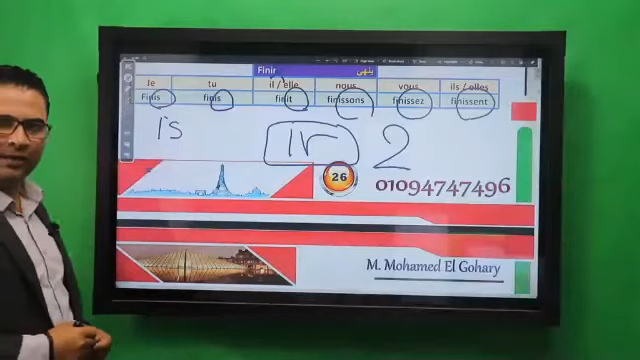 Finir ينهي
Je tu il / elle nous vous ils / elles
Finis finis finit finissons finissez finissent
is ir 2
26
01094747496
M. Mohamed El Gohary